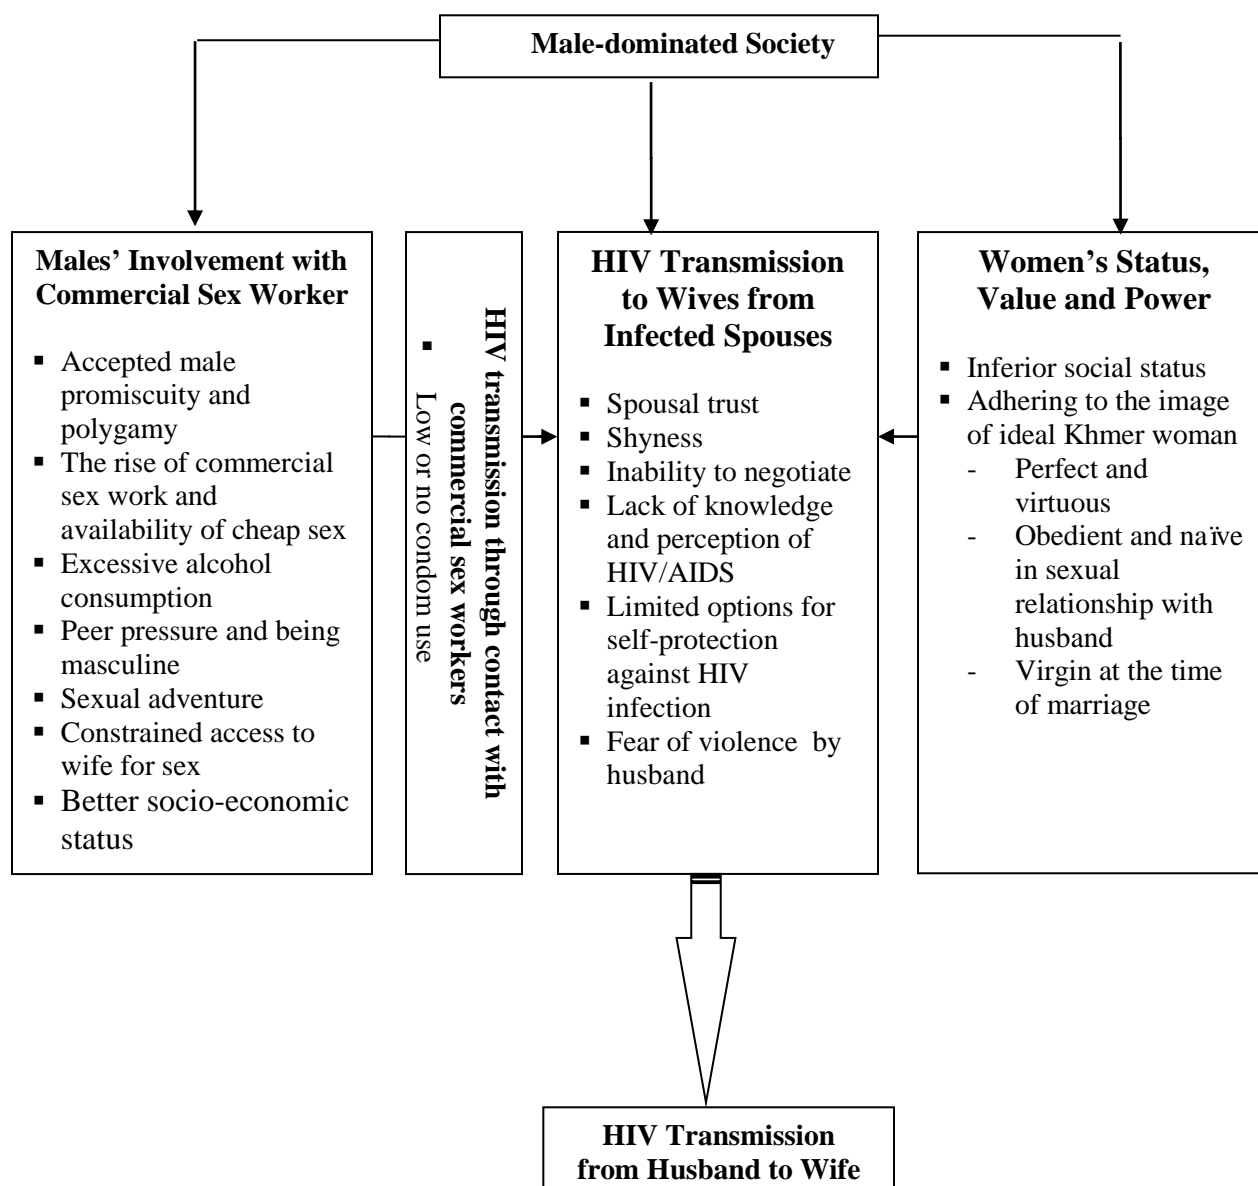 Male-dominated Society
Males’ Involvement with
Commercial Sex Worker
▪ Accepted male
promiscuity and
polygamy
▪ The rise of commercial
sex work and
availability of cheap sex
▪ Excessive alcohol
consumption
▪ Peer pressure and being
masculine
▪ Sexual adventure
▪ Constrained access to
wife for sex
▪ Better socio-economic
status
HIV transmission through contact with
commercial sex workers
▪ Low or no condom use
HIV Transmission
to Wives from
Infected Spouses
▪ Spousal trust
▪ Shyness
▪ Inability to negotiate
▪ Lack of knowledge
and perception of
HIV/AIDS
▪ Limited options for
self-protection
against HIV
infection
▪ Fear of violence by
husband
Women’s Status,
Value and Power
▪ Inferior social status
▪ Adhering to the image
of ideal Khmer woman
- Perfect and
virtuous
- Obedient and naïve
in sexual
relationship with
husband
- Virgin at the time
of marriage
HIV Transmission
from Husband to Wife